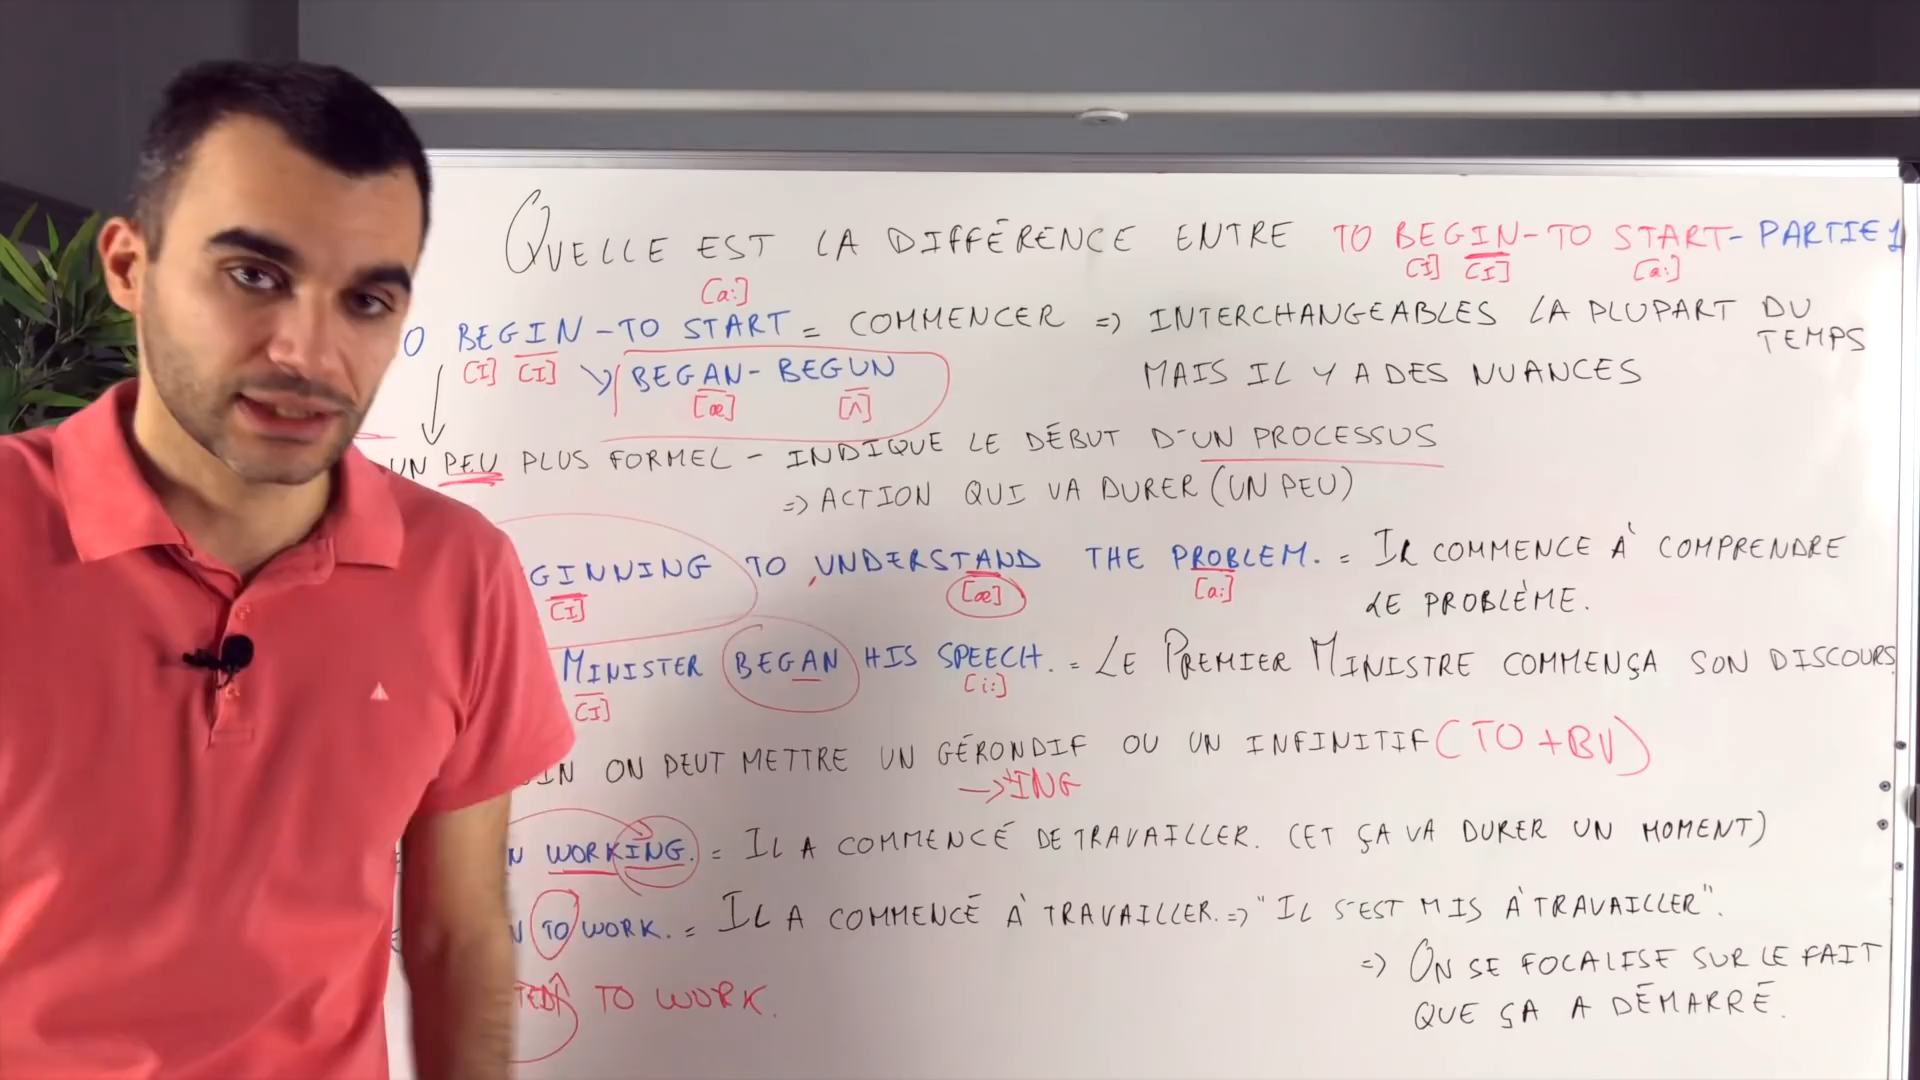 QUELLE EST LA DIFFÉRENCE ENTRE TO BEGIN-TO START-PARTIE 1
[I] [I] [a:]
[a:]
O BEGIN-TO START = COMMENCER => INTERCHANGEABLES LA PLUPART DU TEMPS
[I] [I] BEGAN-BEGUN MAIS IL Y A DES NUANCES
[æ] [ʌ]
UN PEU PLUS FORMEL - INDIQUE LE DÉBUT D'UN PROCESSUS
=> ACTION QUI VA DURER (UN PEU)
GINNING TO UNDERSTAND THE PROBLEM. = IL COMMENCE À COMPRENDRE
[I] [æ] [a:] LE PROBLÈME.
MINISTER BEGAN HIS SPEECH. = LE PREMIER MINISTRE COMMENÇA SON DISCOURS
[I] [i:]
IN ON PEUT METTRE UN GÉRONDIF OU UN INFINITIF (TO + BV)
→ +ING
N WORKING. = IL A COMMENCÉ DE TRAVAILLER. (ET ÇA VA DURER UN MOMENT)
N TO WORK. = IL A COMMENCÉ À TRAVAILLER. => "IL S'EST MIS À TRAVAILLER".
=> ON SE FOCALISE SUR LE FAIT
TED TO WORK. QUE ÇA A DÉMARRÉ.